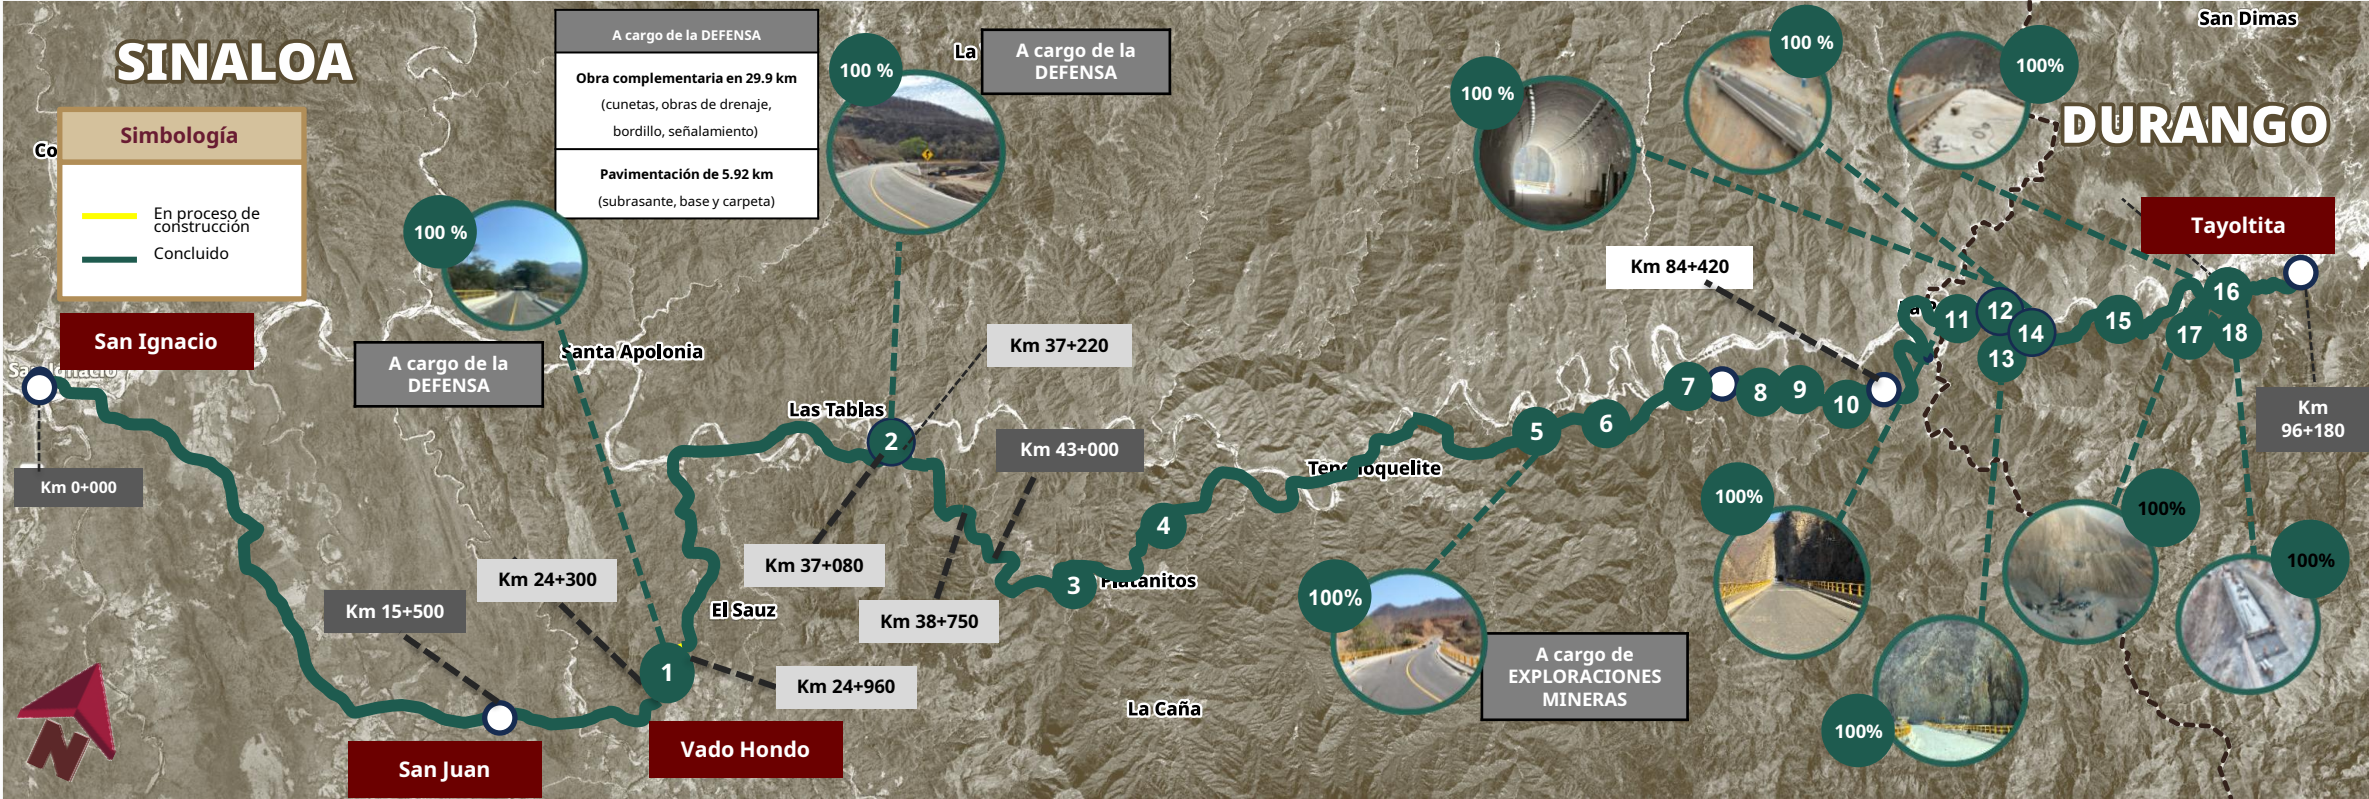 SINALOA
Simbología
En proceso de
construcción
Concluido
San Ignacio
Km 0+000
Km 15+500
San Juan
A cargo de la
DEFENSA
100 %
A cargo de la DEFENSA
Obra complementaria en 29.9 km
(cunetas, obras de drenaje,
bordillo, señalamiento)
Pavimentación de 5.92 km
(subrasante, base y carpeta)
100 %
La
A cargo de la
DEFENSA
Santa Apolonia
Las Tablas
Km 37+220
Km 43+000
Km 24+300
Km 37+080
Km 38+750
El Sauz
Km 24+960
Vado Hondo
Platanitos
La Caña
1
2
3
4
5
6
7
8
9
10
11
12
13
14
15
16
17
18
100%
A cargo de
EXPLORACIONES
MINERAS
100 %
100 %
100%
San Dimas
DURANGO
Tayoltita
Km 84+420
Km
96+180
100%
100%
100%
100%
N